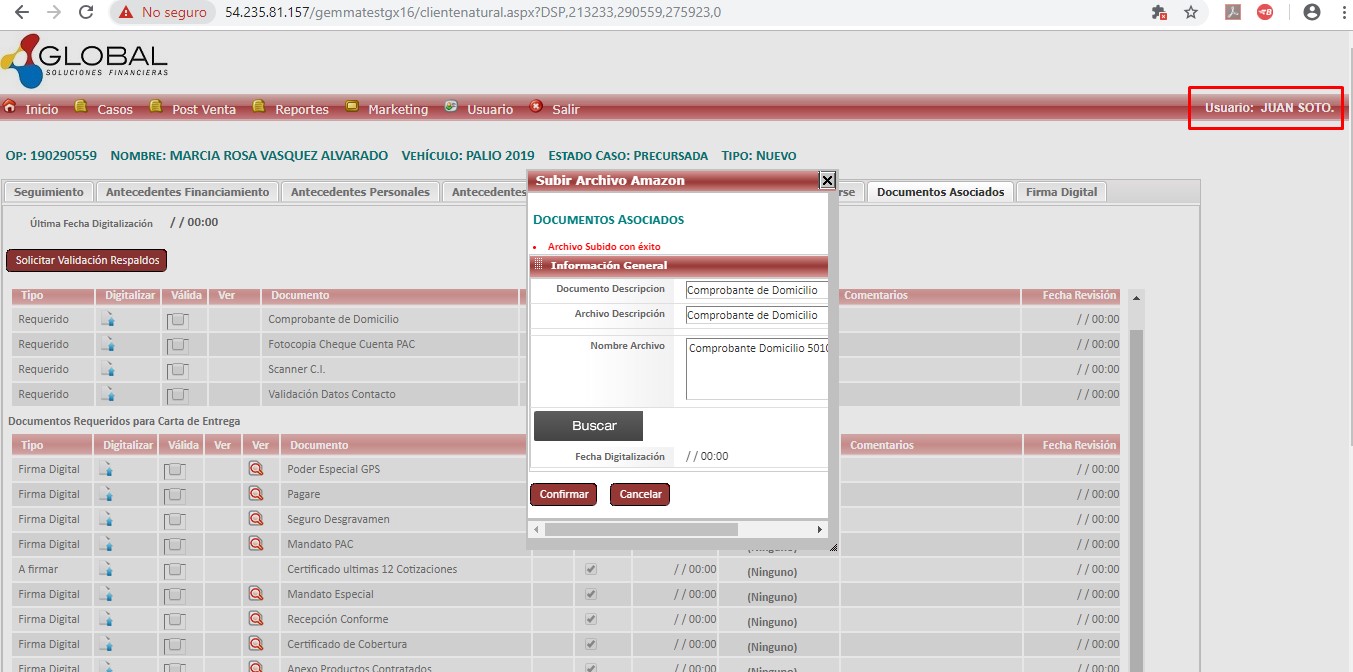 No seguro 54.235.81.157/gemmatestgx16/clientenatural.aspx?DSP,213233,290559,275923,0
GLOBAL
SOLUCIONES FINANCIERAS
Inicio Casos Post Venta Reportes Marketing Usuario Salir Usuario: JUAN SOTO.
OP: 190290559 NOMBRE: MARCIA ROSA VASQUEZ ALVARADO VEHÍCULO: PALIO 2019 ESTADO CASO: PRECURSADA TIPO: NUEVO
Seguimiento Antecedentes Financiamiento Antecedentes Personales Antecedentes rse Documentos Asociados Firma Digital
Última Fecha Digitalización / / 00:00
Solicitar Validación Respaldos
Tipo Digitalizar Válida Ver Documento Comentarios Fecha Revisión
Requerido Comprobante de Domicilio / / 00:00
Requerido Fotocopia Cheque Cuenta PAC / / 00:00
Requerido Scanner C.I. / / 00:00
Requerido Validación Datos Contacto / / 00:00
Documentos Requeridos para Carta de Entrega
Tipo Digitalizar Válida Ver Ver Documento Comentarios Fecha Revisión
Firma Digital Poder Especial GPS / / 00:00
Firma Digital Pagare / / 00:00
Firma Digital Seguro Desgravamen / / 00:00
Firma Digital Mandato PAC (Ninguno) / / 00:00
A firmar Certificado ultimas 12 Cotizaciones / / 00:00 (Ninguno) / / 00:00
Firma Digital Mandato Especial / / 00:00 (Ninguno) / / 00:00
Firma Digital Recepción Conforme / / 00:00 (Ninguno) / / 00:00
Firma Digital Certificado de Cobertura / / 00:00 (Ninguno) / / 00:00
Firma Digital Anexo Productos Contratados / / 00:00 (Ninguno) / / 00:00
Subir Archivo Amazon
DOCUMENTOS ASOCIADOS
Archivo Subido con éxito
Información General
Documento Descripcion Comprobante de Domicilio
Archivo Descripción Comprobante de Domicilio
Nombre Archivo Comprobante Domicilio 5010
Buscar
Fecha Digitalización / / 00:00
Confirmar Cancelar